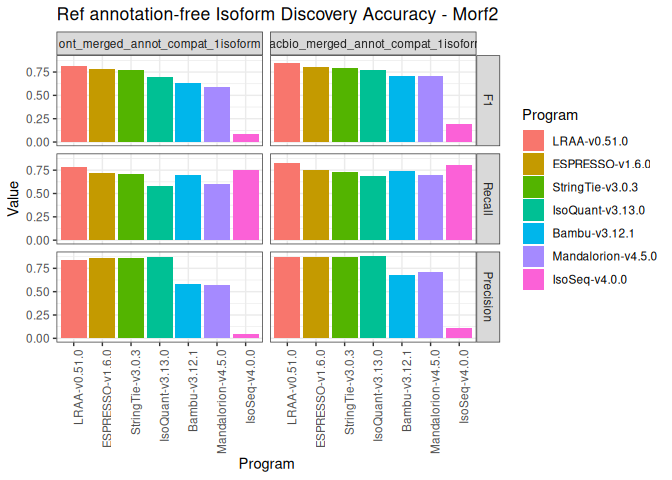 Ref annotation-free Isoform Discovery Accuracy - Morf2
ont_merged_annot_compat_1isoform
acbio_merged_annot_compat_1isoform
F1
Recall
Precision
Value
0.75
0.50
0.25
0.00
0.75
0.50
0.25
0.00
0.75
0.50
0.25
0.00
LRAA-v0.51.0
ESPRESSO-v1.6.0
StringTie-v3.0.3
IsoQuant-v3.13.0
Bambu-v3.12.1
Mandalorion-v4.5.0
IsoSeq-v4.0.0
LRAA-v0.51.0
ESPRESSO-v1.6.0
StringTie-v3.0.3
IsoQuant-v3.13.0
Bambu-v3.12.1
Mandalorion-v4.5.0
IsoSeq-v4.0.0
Program
Program
LRAA-v0.51.0
ESPRESSO-v1.6.0
StringTie-v3.0.3
IsoQuant-v3.13.0
Bambu-v3.12.1
Mandalorion-v4.5.0
IsoSeq-v4.0.0